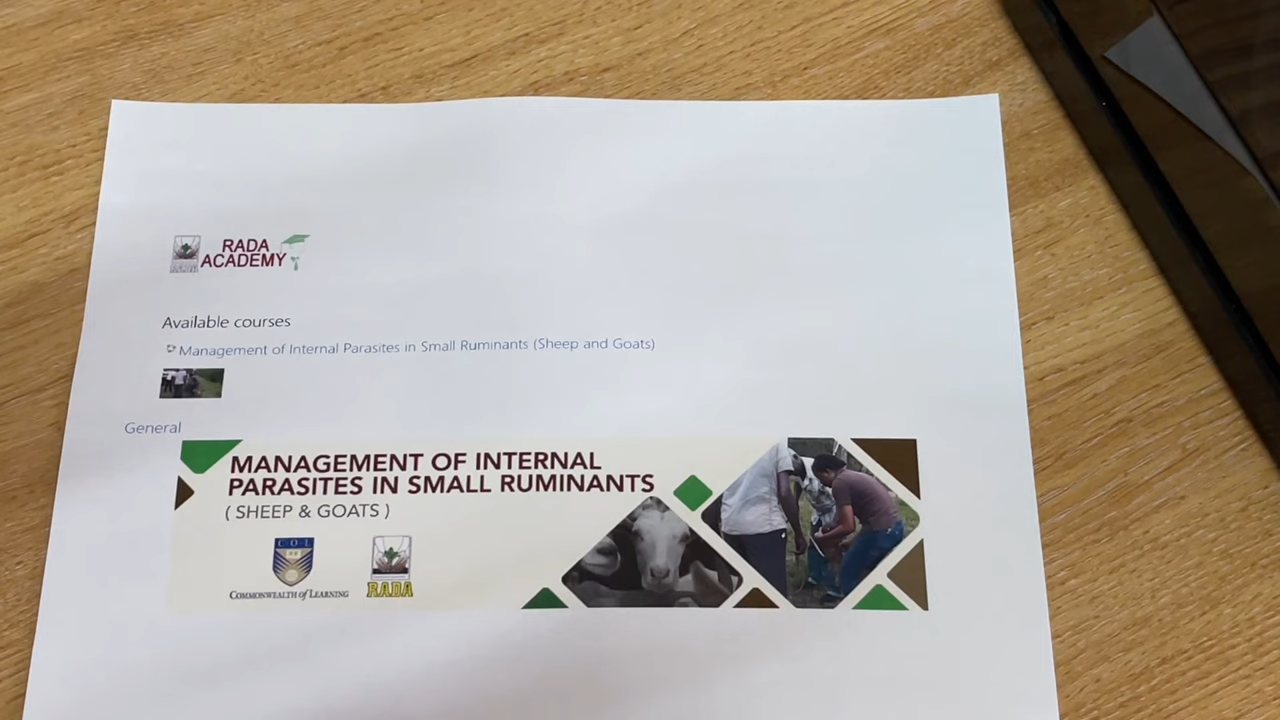 RADA
ACADEMY
Available courses
Management of Internal Parasites in Small Ruminants (Sheep and Goats)
General
MANAGEMENT OF INTERNAL
PARASITES IN SMALL RUMINANTS
( SHEEP & GOATS )
C O L
COMMONWEALTH of LEARNING
RADA